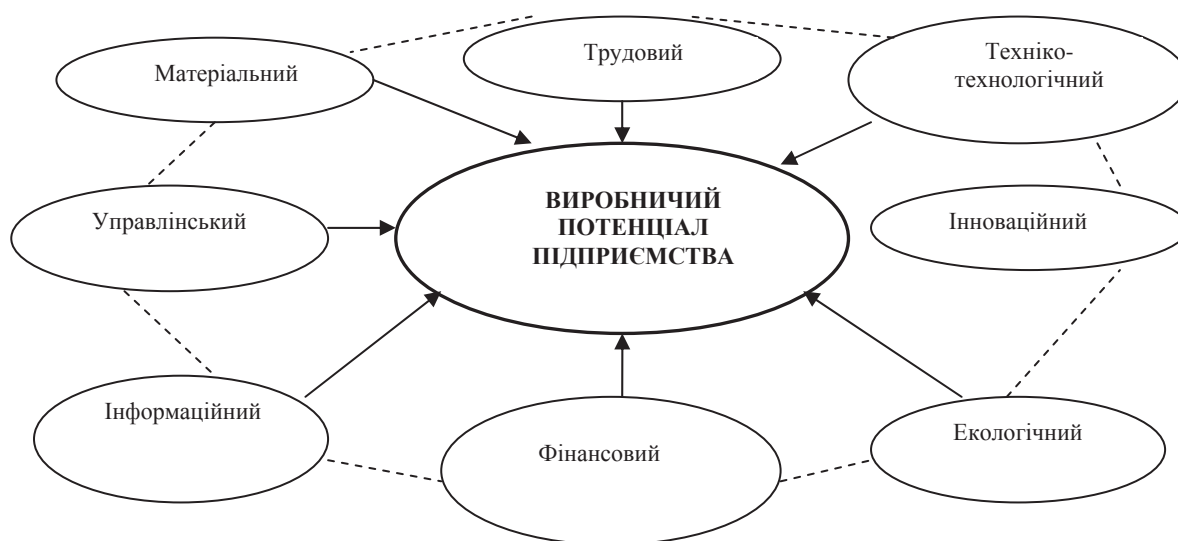 Матеріальний
Трудовий
Техніко-
технологічний
Управлінський
ВИРОБНИЧИЙ
ПОТЕНЦІАЛ
ПІДПРИЄМСТВА
Інноваційний
Інформаційний
Фінансовий
Екологічний